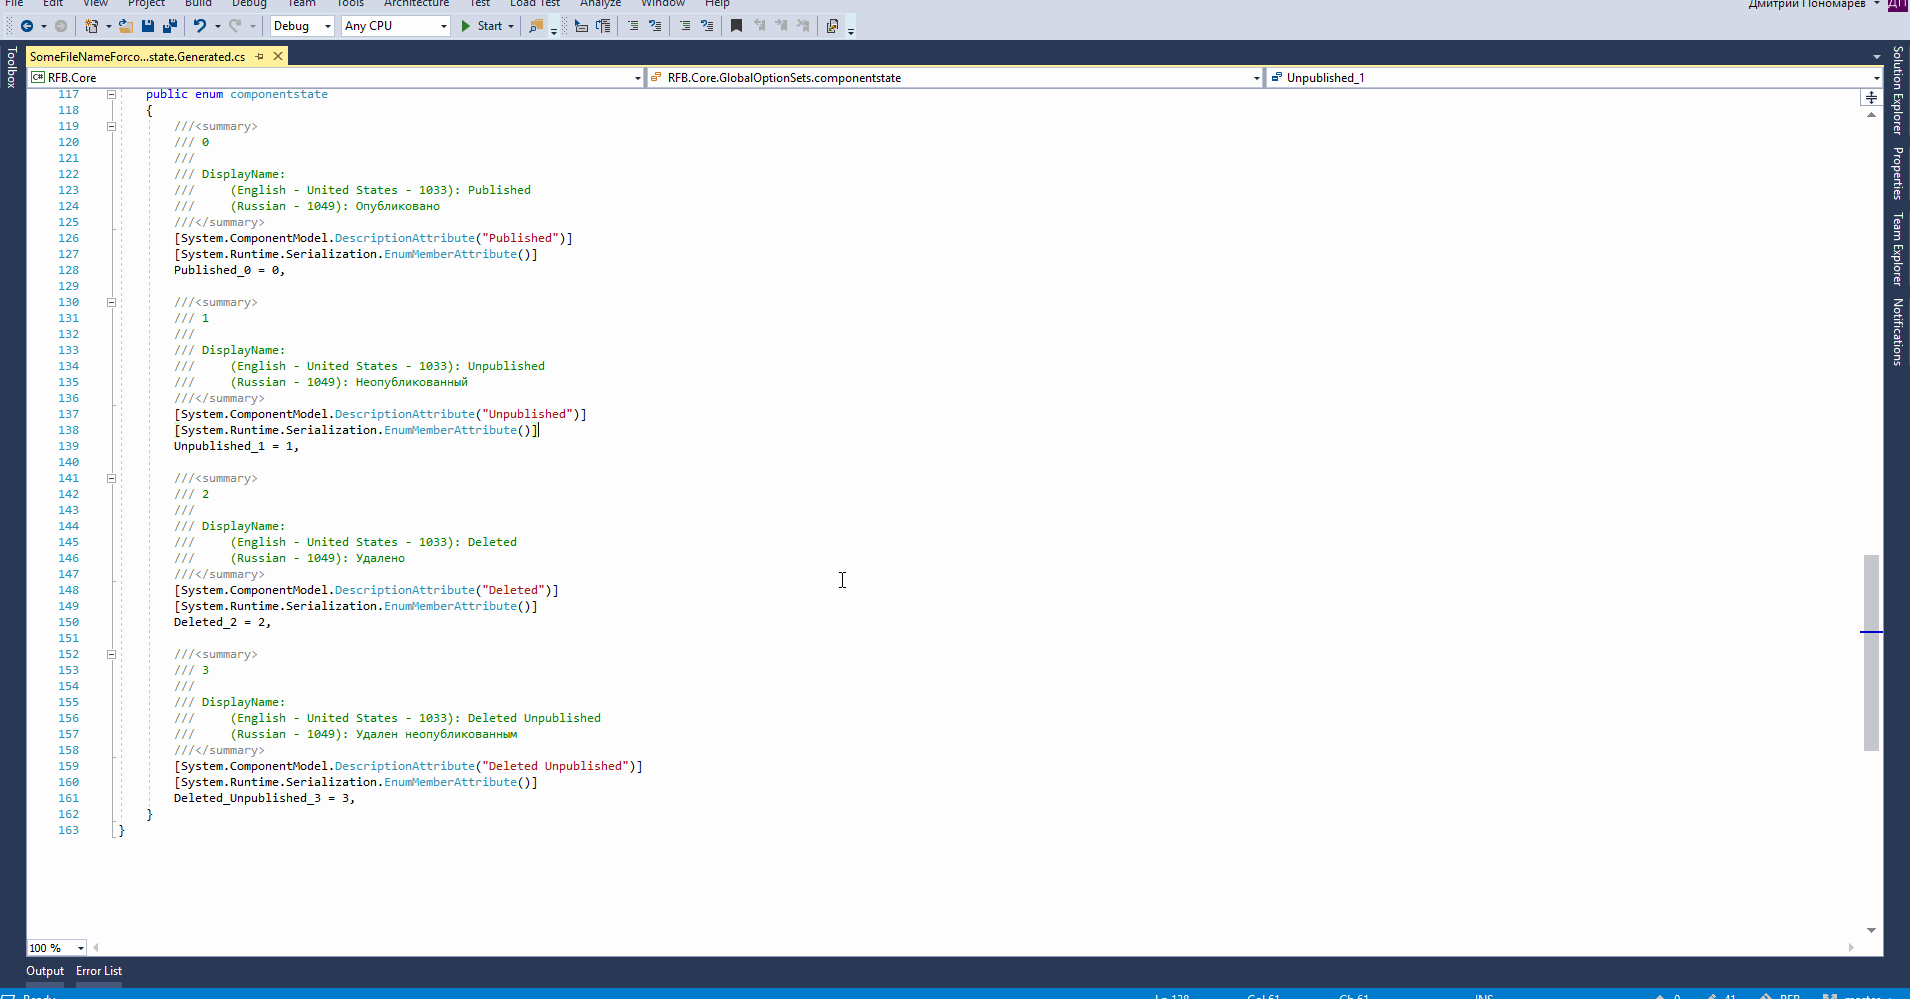 File Edit View Project Build Debug Team Tools Architecture Test Load Test Analyze Window Help Дмитрий Пономарев ДП
Debug Any CPU Start
Toolbox
SomeFileNameForco...state.Generated.cs
RFB.Core RFB.Core.GlobalOptionSets.componentstate Unpublished_1
117 public enum componentstate
118 {
119 ///<summary>
120 /// 0
121 ///
122 /// DisplayName:
123 ///     (English - United States - 1033): Published
124 ///     (Russian - 1049): Опубликовано
125 ///</summary>
126 [System.ComponentModel.DescriptionAttribute("Published")]
127 [System.Runtime.Serialization.EnumMemberAttribute()]
128 Published_0 = 0,
129
130 ///<summary>
131 /// 1
132 ///
133 /// DisplayName:
134 ///     (English - United States - 1033): Unpublished
135 ///     (Russian - 1049): Неопубликованный
136 ///</summary>
137 [System.ComponentModel.DescriptionAttribute("Unpublished")]
138 [System.Runtime.Serialization.EnumMemberAttribute()]
139 Unpublished_1 = 1,
140
141 ///<summary>
142 /// 2
143 ///
144 /// DisplayName:
145 ///     (English - United States - 1033): Deleted
146 ///     (Russian - 1049): Удалено
147 ///</summary>
148 [System.ComponentModel.DescriptionAttribute("Deleted")]
149 [System.Runtime.Serialization.EnumMemberAttribute()]
150 Deleted_2 = 2,
151
152 ///<summary>
153 /// 3
154 ///
155 /// DisplayName:
156 ///     (English - United States - 1033): Deleted Unpublished
157 ///     (Russian - 1049): Удален неопубликованным
158 ///</summary>
159 [System.ComponentModel.DescriptionAttribute("Deleted Unpublished")]
160 [System.Runtime.Serialization.EnumMemberAttribute()]
161 Deleted_Unpublished_3 = 3,
162 }
163 }
Solution Explorer
Properties
Team Explorer
Notifications
100 %
Output Error List
Ready Ln 138 Col 61 Ch 61 INS 0 41 RFB master